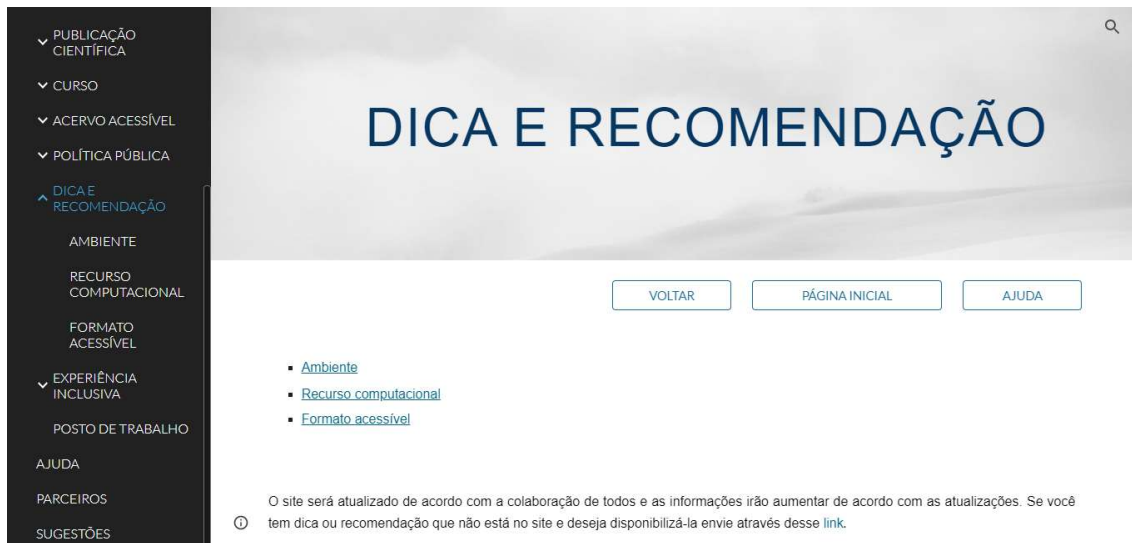 PUBLICAÇÃO
CIENTÍFICA
CURSO
ACERVO ACESSÍVEL
POLÍTICA PÚBLICA
DICA E
RECOMENDAÇÃO
AMBIENTE
RECURSO
COMPUTACIONAL
FORMATO
ACESSÍVEL
EXPERIÊNCIA
INCLUSIVA
POSTO DE TRABALHO
AJUDA
PARCEIROS
SUGESTÕES
DICA E RECOMENDAÇÃO
VOLTAR
PÁGINA INICIAL
AJUDA
Ambiente
Recurso computacional
Formato acessível
O site será atualizado de acordo com a colaboração de todos e as informações irão aumentar de acordo com as atualizações. Se você
tem dica ou recomendação que não está no site e deseja disponibilizá-la envie através desse link.